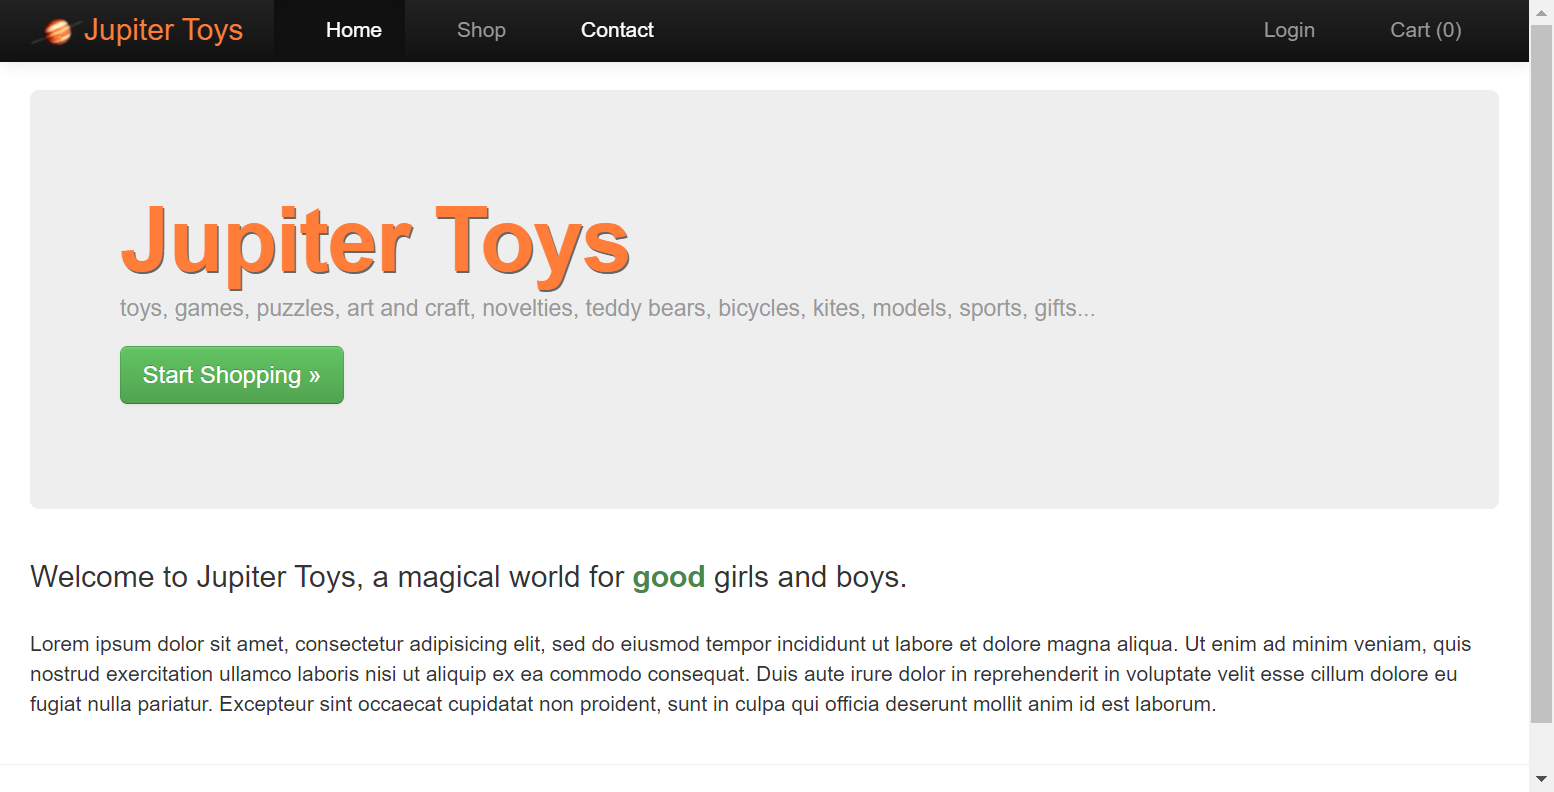 Jupiter Toys Home Shop Contact Login Cart (0)
Jupiter Toys
toys, games, puzzles, art and craft, novelties, teddy bears, bicycles, kites, models, sports, gifts...
Start Shopping »
Welcome to Jupiter Toys, a magical world for good girls and boys.
Lorem ipsum dolor sit amet, consectetur adipisicing elit, sed do eiusmod tempor incididunt ut labore et dolore magna aliqua. Ut enim ad minim veniam, quis
nostrud exercitation ullamco laboris nisi ut aliquip ex ea commodo consequat. Duis aute irure dolor in reprehenderit in voluptate velit esse cillum dolore eu
fugiat nulla pariatur. Excepteur sint occaecat cupidatat non proident, sunt in culpa qui officia deserunt mollit anim id est laborum.